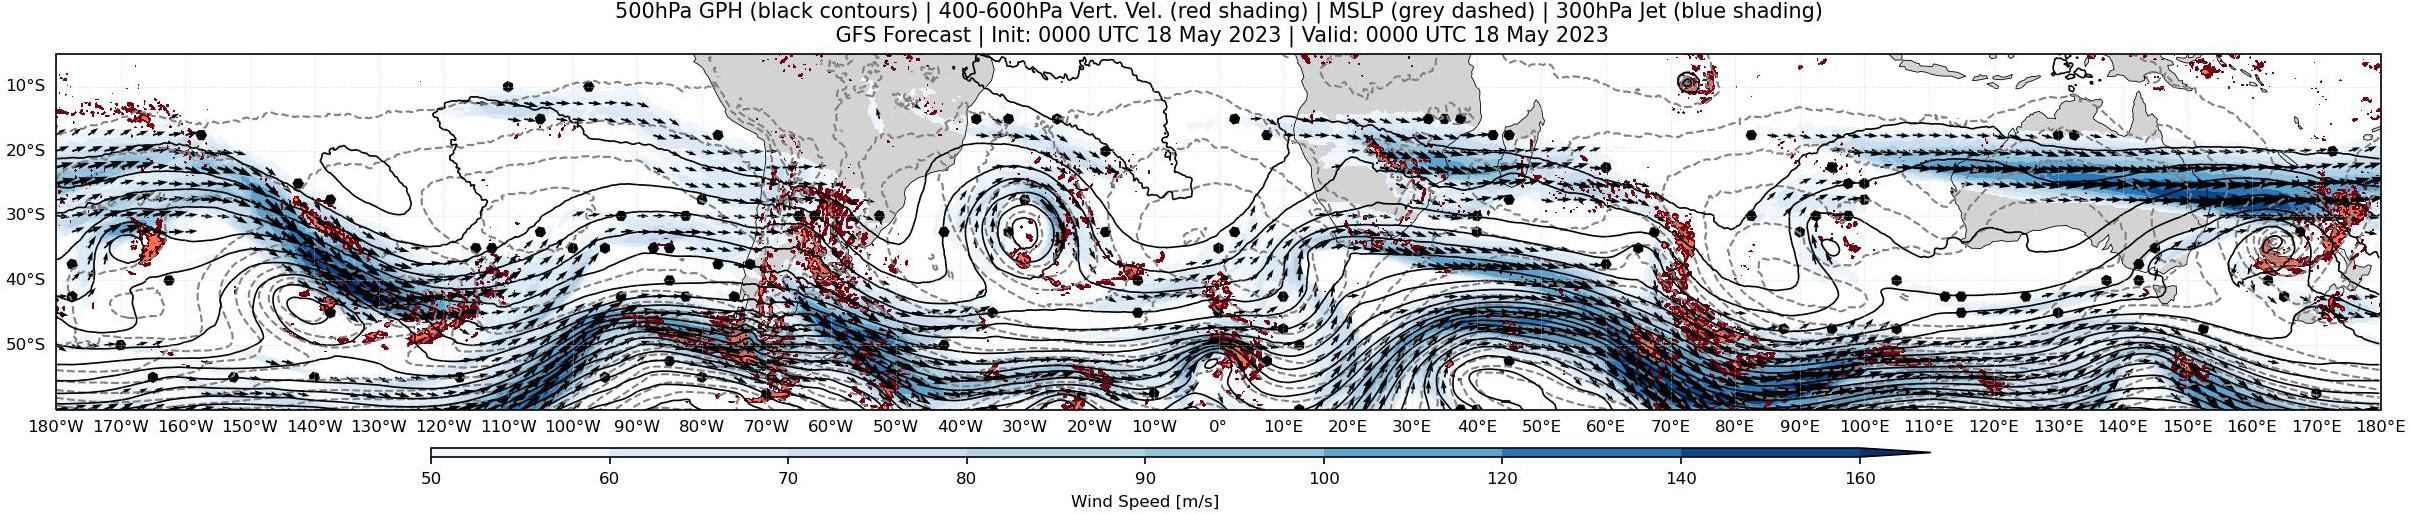 500hPa GPH (black contours) | 400-600hPa Vert. Vel. (red shading) | MSLP (grey dashed) | 300hPa Jet (blue shading)
GFS Forecast | Init: 0000 UTC 18 May 2023 | Valid: 0000 UTC 18 May 2023
10°S
20°S
30°S
40°S
50°S
180°W 170°W 160°W 150°W 140°W 130°W 120°W 110°W 100°W 90°W 80°W 70°W 60°W 50°W 40°W 30°W 20°W 10°W 0° 10°E 20°E 30°E 40°E 50°E 60°E 70°E 80°E 90°E 100°E 110°E 120°E 130°E 140°E 150°E 160°E 170°E 180°E
50 60 70 80 90 100 120 140 160
Wind Speed [m/s]